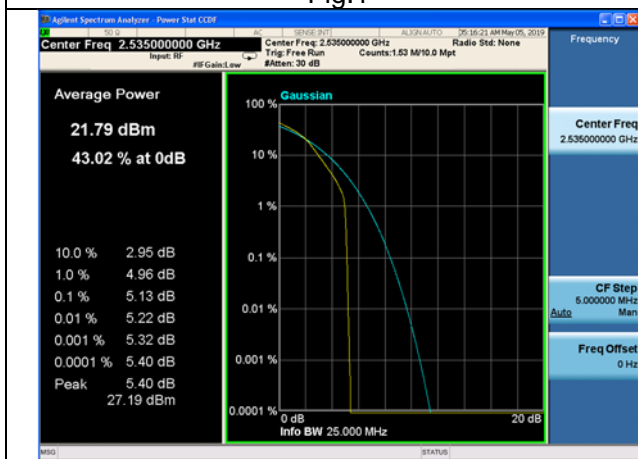 Agilent Spectrum Analyzer - Power Stat CCDF
50 Ω AC SENSE:INT ALIGN AUTO 05:16:21 AM May 05, 2019
Center Freq 2.535000000 GHz
Input: RF
#IFGain:Low
Center Freq: 2.535000000 GHz
Trig: Free Run Counts:1.53 M/10.0 Mpt
#Atten: 30 dB
Radio Std: None
Frequency
Average Power
21.79 dBm
43.02 % at 0dB
10.0 % 2.95 dB
1.0 % 4.96 dB
0.1 % 5.13 dB
0.01 % 5.22 dB
0.001 % 5.32 dB
0.0001 % 5.40 dB
Peak 5.40 dB
27.19 dBm
Gaussian
100 %
10 %
1 %
0.1 %
0.01 %
0.001 %
0.0001 %
0 dB
20 dB
Info BW 25.000 MHz
Center Freq
2.535000000 GHz
CF Step
5.000000 MHz
Auto Man
Freq Offset
0 Hz
MSG
STATUS